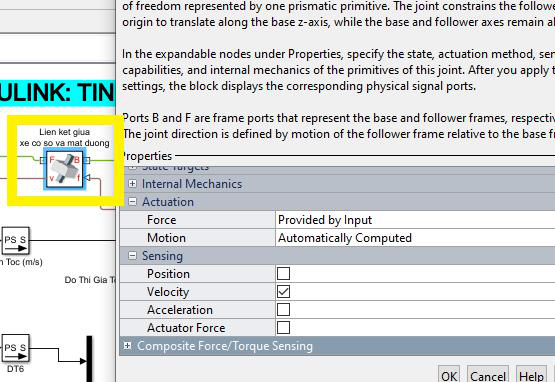 of freedom represented by one prismatic primitive. The joint constrains the follower
origin to translate along the base z-axis, while the base and follower axes remain al
In the expandable nodes under Properties, specify the state, actuation method, sen
capabilities, and internal mechanics of the primitives of this joint. After you apply t
settings, the block displays the corresponding physical signal ports.
ULINK: TIN
Ports B and F are frame ports that represent the base and follower frames, respectiv
The joint direction is defined by motion of the follower frame relative to the base f
Lien ket giua
xe co so va mat duong
F B
v f
Properties
State Targets
Internal Mechanics
Actuation
Force Provided by Input
Motion Automatically Computed
Sensing
Position
Velocity
Acceleration
Actuator Force
Composite Force/Torque Sensing
PS S
n Toc (m/s)
Do Thi Gia T
PS S
DT6
OK Cancel Help